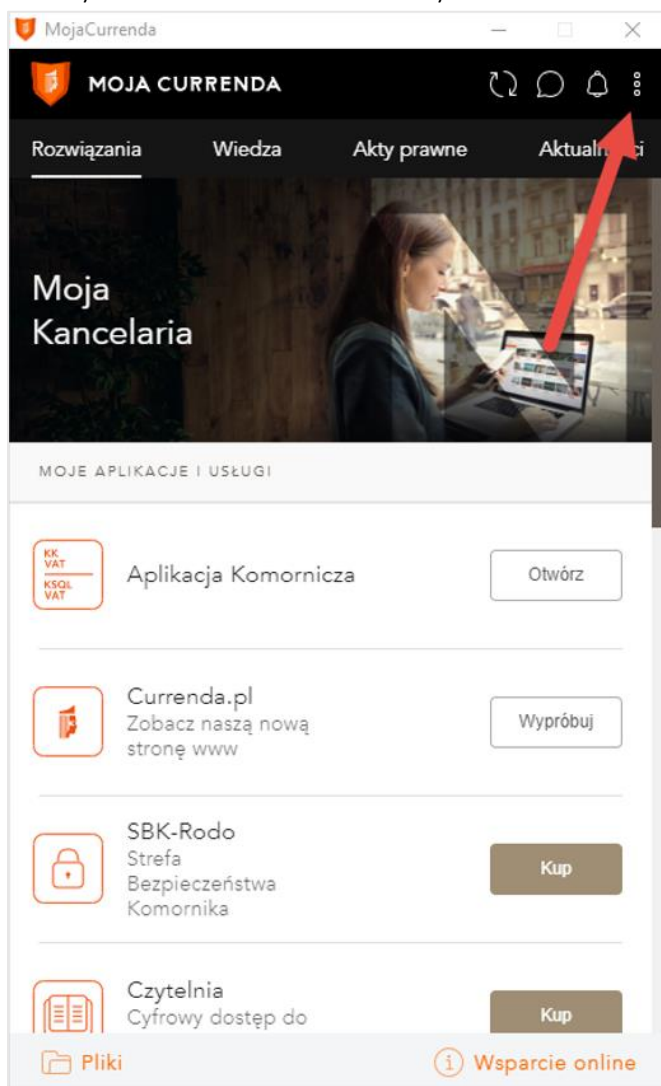 MojaCurrenda
MOJA CURRENDA
Rozwiązania Wiedza Akty prawne
Moja
Kancelaria
MOJE APLIKACJE I USŁUGI
KK
VAT
KSQL
VAT
Aplikacja Komornicza
Otwórz
Currenda.pl
Zobacz naszą nową
stronę www
Wypróbuj
SBK-Rodo
Strefa
Bezpieczeństwa
Komornika
Kup
Czytelnia
Cyfrowy dostęp do
Kup
Pliki
Wsparcie online